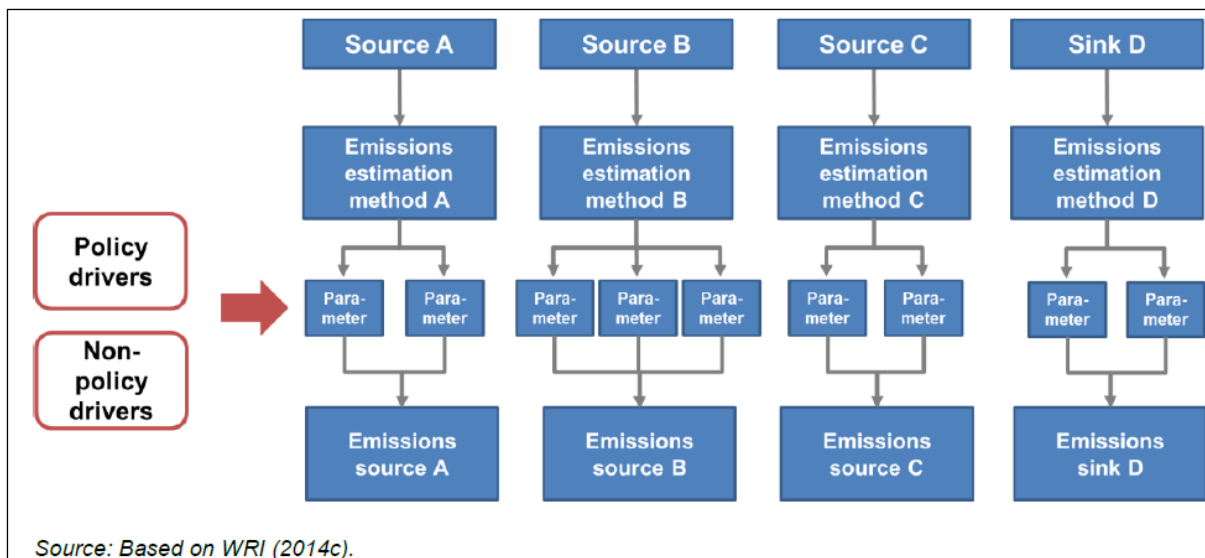 Source A
Source B
Source C
Sink D
Emissions
estimation
method A
Emissions
estimation
method B
Emissions
estimation
method C
Emissions
estimation
method D
Policy
drivers
Non-
policy
drivers
Para-
meter
Para-
meter
Para-
meter
Para-
meter
Para-
meter
Para-
meter
Para-
meter
Para-
meter
Para-
meter
Emissions
source A
Emissions
source B
Emissions
source C
Emissions
sink D
Source: Based on WRI (2014c).